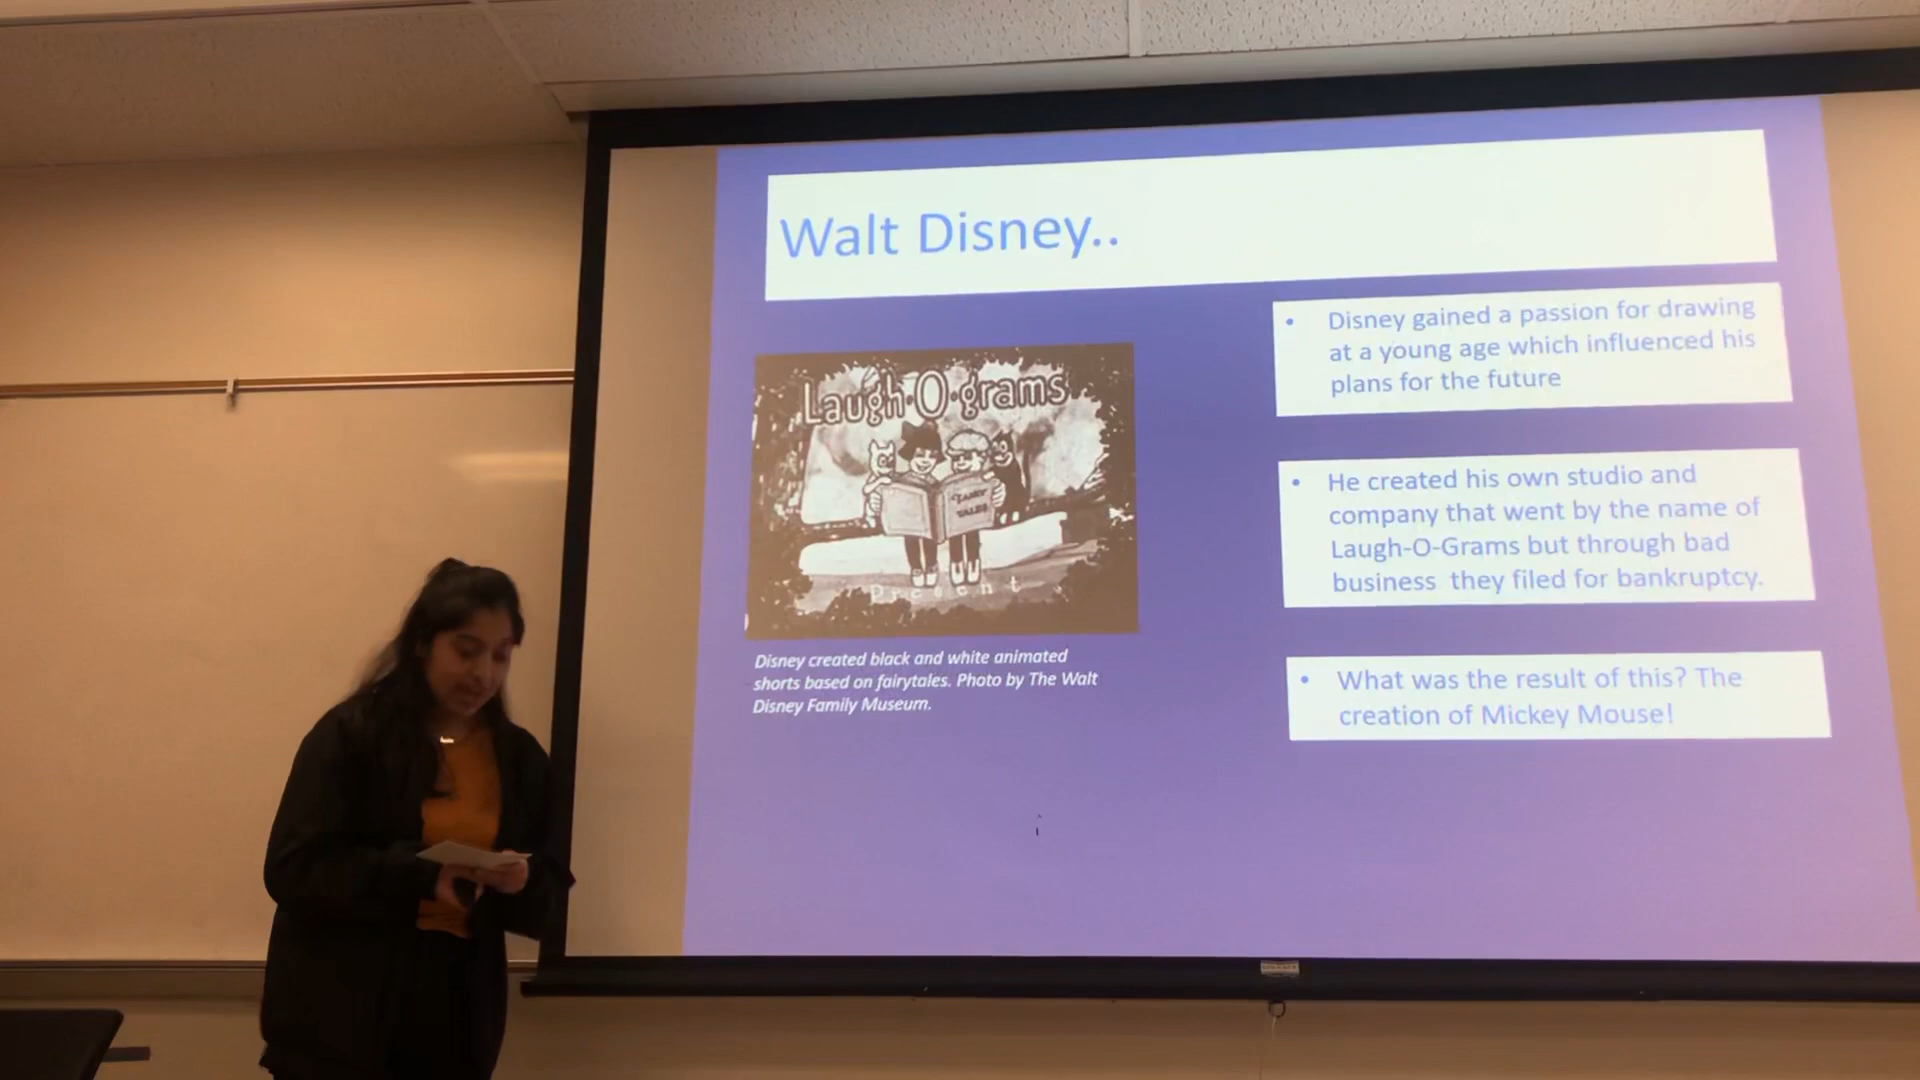 Walt Disney..
Laugh-O-grams
FAIRY
TALES
Present
Disney created black and white animated
shorts based on fairytales. Photo by The Walt
Disney Family Museum.
• Disney gained a passion for drawing
at a young age which influenced his
plans for the future
• He created his own studio and
company that went by the name of
Laugh-O-Grams but through bad
business they filed for bankruptcy.
• What was the result of this? The
creation of Mickey Mouse!